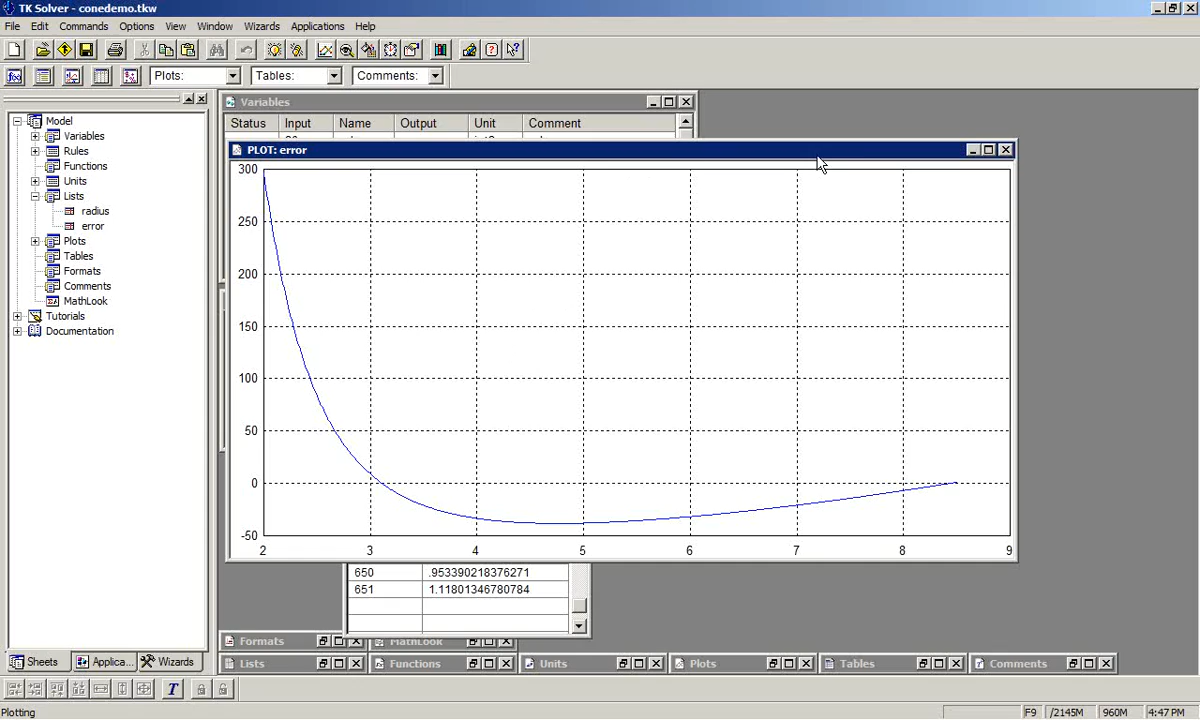 TK Solver - conedemo.tkw
File Edit Commands Options View Window Wizards Applications Help
Plots: Tables: Comments:
Model
Variables
Rules
Functions
Units
Lists
radius
error
Plots
Tables
Formats
Comments
MathLook
Tutorials
Documentation
Sheets Applica... Wizards
Variables
Status Input Name Output Unit Comment
PLOT: error
300
250
200
150
100
50
0
-50
2 3 4 5 6 7 8 9
650 .953390218376271
651 1.11801346780784
Formats MathLook
Lists Functions Units Plots Tables Comments
T
Plotting F9 /2145M 960M 4:47 PM